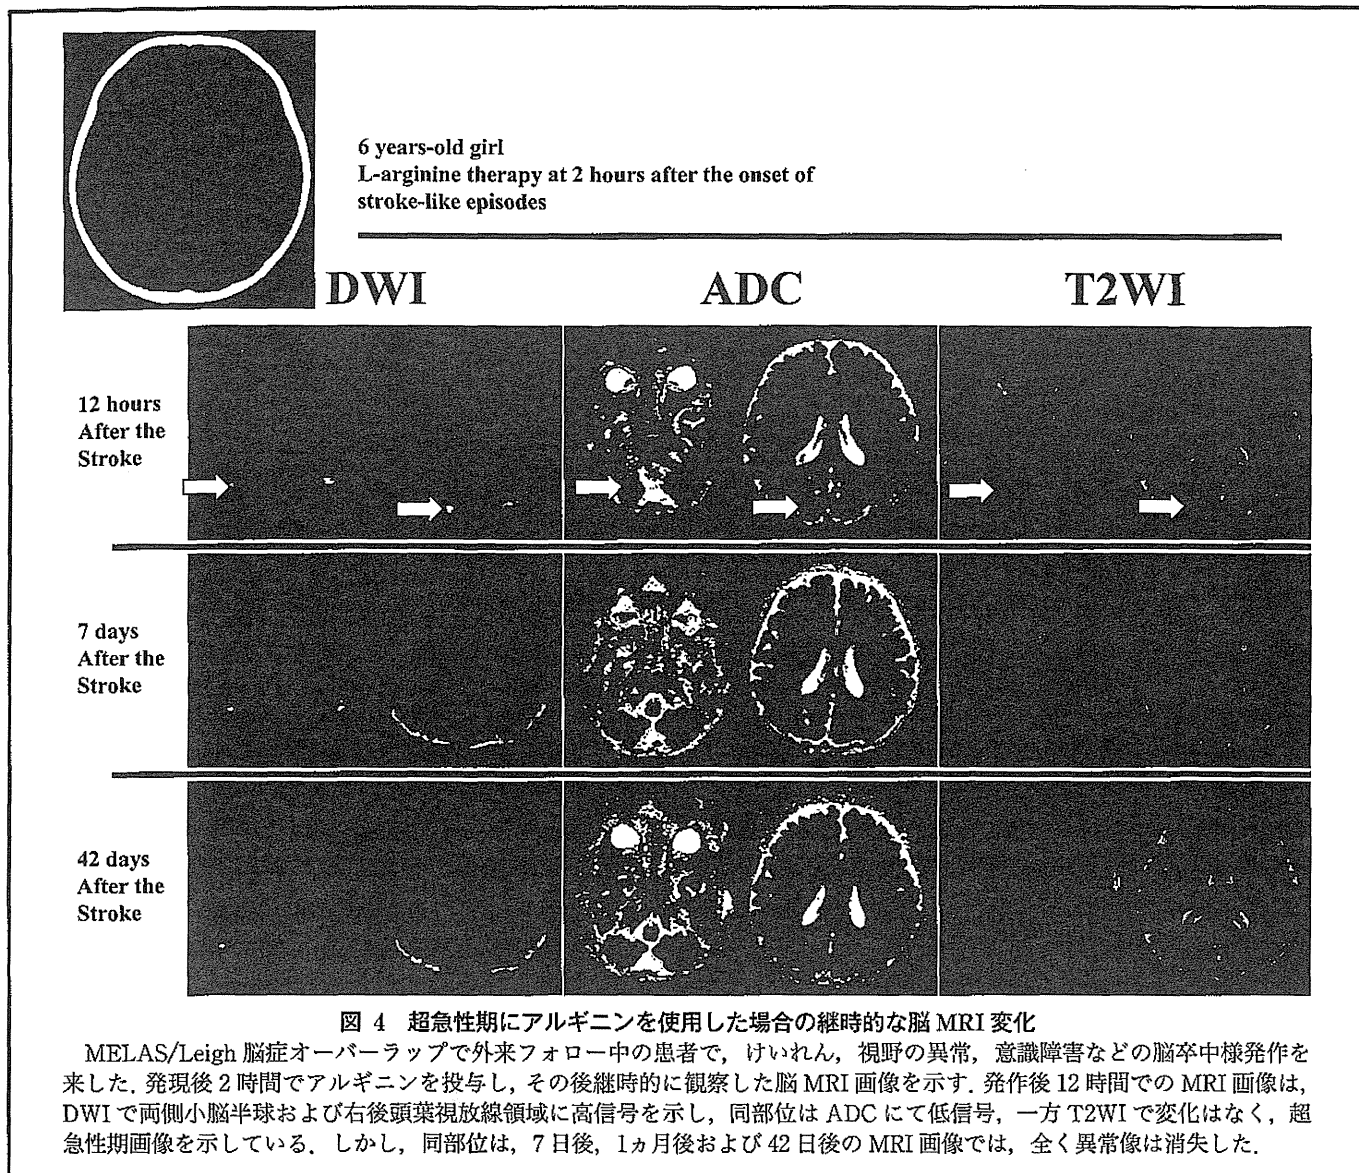 6 years-old girl
L-arginine therapy at 2 hours after the onset of
stroke-like episodes
DWI
ADC
T2WI
12 hours
After the
Stroke
7 days
After the
Stroke
42 days
After the
Stroke
図 4 超急性期にアルギニンを使用した場合の継時的な脳 MRI 変化
MELAS/Leigh 脳症オーバーラップで外来フォロー中の患者で,けいれん,視野の異常,意識障害などの脳卒中様発作を
来した.発現後 2 時間でアルギニンを投与し,その後継時的に観察した脳 MRI 画像を示す.発作後 12 時間での MRI 画像は,
DWI で両側小脳半球および右後頭葉視放線領域に高信号を示し,同部位は ADC にて低信号,一方 T2WI で変化はなく,超
急性期画像を示している.しかし,同部位は,7 日後,1ヵ月後および 42 日後の MRI 画像では,全く異常像は消失した.